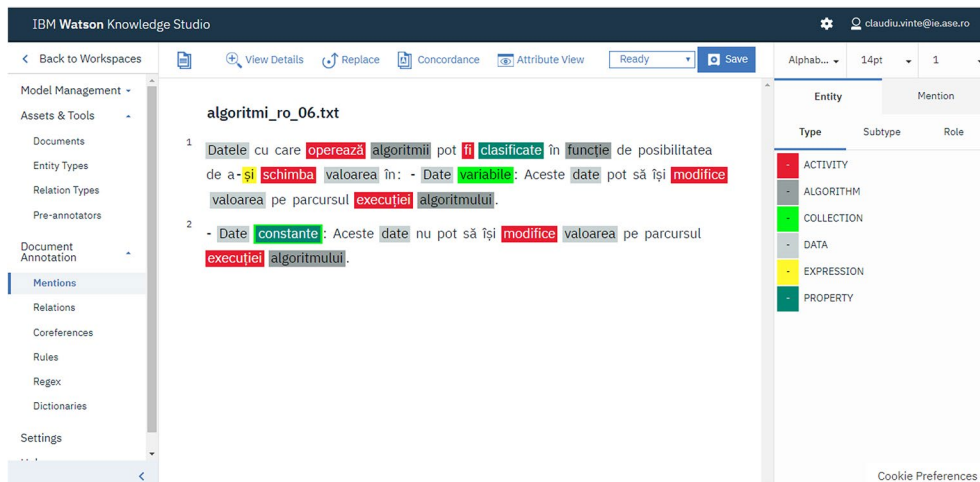 IBM Watson Knowledge Studio
claudiu.vinte@ie.ase.ro
Back to Workspaces
View Details
Replace
Concordance
Attribute View
Ready
Save
Alphab...
14pt
1
Model Management
Assets & Tools
Documents
Entity Types
Relation Types
Pre-annotators
Document
Annotation
Mentions
Relations
Coreferences
Rules
Regex
Dictionaries
Settings
algoritmi_ro_06.txt
1 Datele cu care operează algoritmii pot fi clasificate în funcție de posibilitatea
de a-și schimba valoarea în: - Date variabile: Aceste date pot să își modifice
valoarea pe parcursul execuției algoritmului.
2 - Date constante: Aceste date nu pot să își modifice valoarea pe parcursul
execuției algoritmului.
Entity
Mention
Type
Subtype
Role
- ACTIVITY
- ALGORITHM
- COLLECTION
- DATA
- EXPRESSION
- PROPERTY
Cookie Preferences